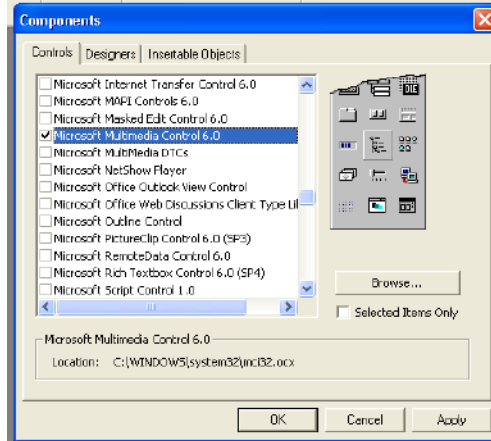 Components
Controls Designers Insertable Objects
Microsoft Internet Transfer Control 6.0
Microsoft MAPI Controls 6.0
Microsoft Masked Edit Control 6.0
Microsoft Multimedia Control 6.0
Microsoft MultiMedia DTCs
Microsoft NetShow Player
Microsoft Office Outlook View Control
Microsoft Office Web Discussions Client Type Li
Microsoft Outline Control
Microsoft PictureClip Control 6.0 (SP3)
Microsoft RemoteData Control 6.0
Microsoft Rich Textbox Control 6.0 (SP4)
Microsoft Script Control 1.0
OLE
Browse...
Selected Items Only
Microsoft Multimedia Control 6.0
Location: C:\WINDOWS\system32\mci32.ocx
OK Cancel Apply